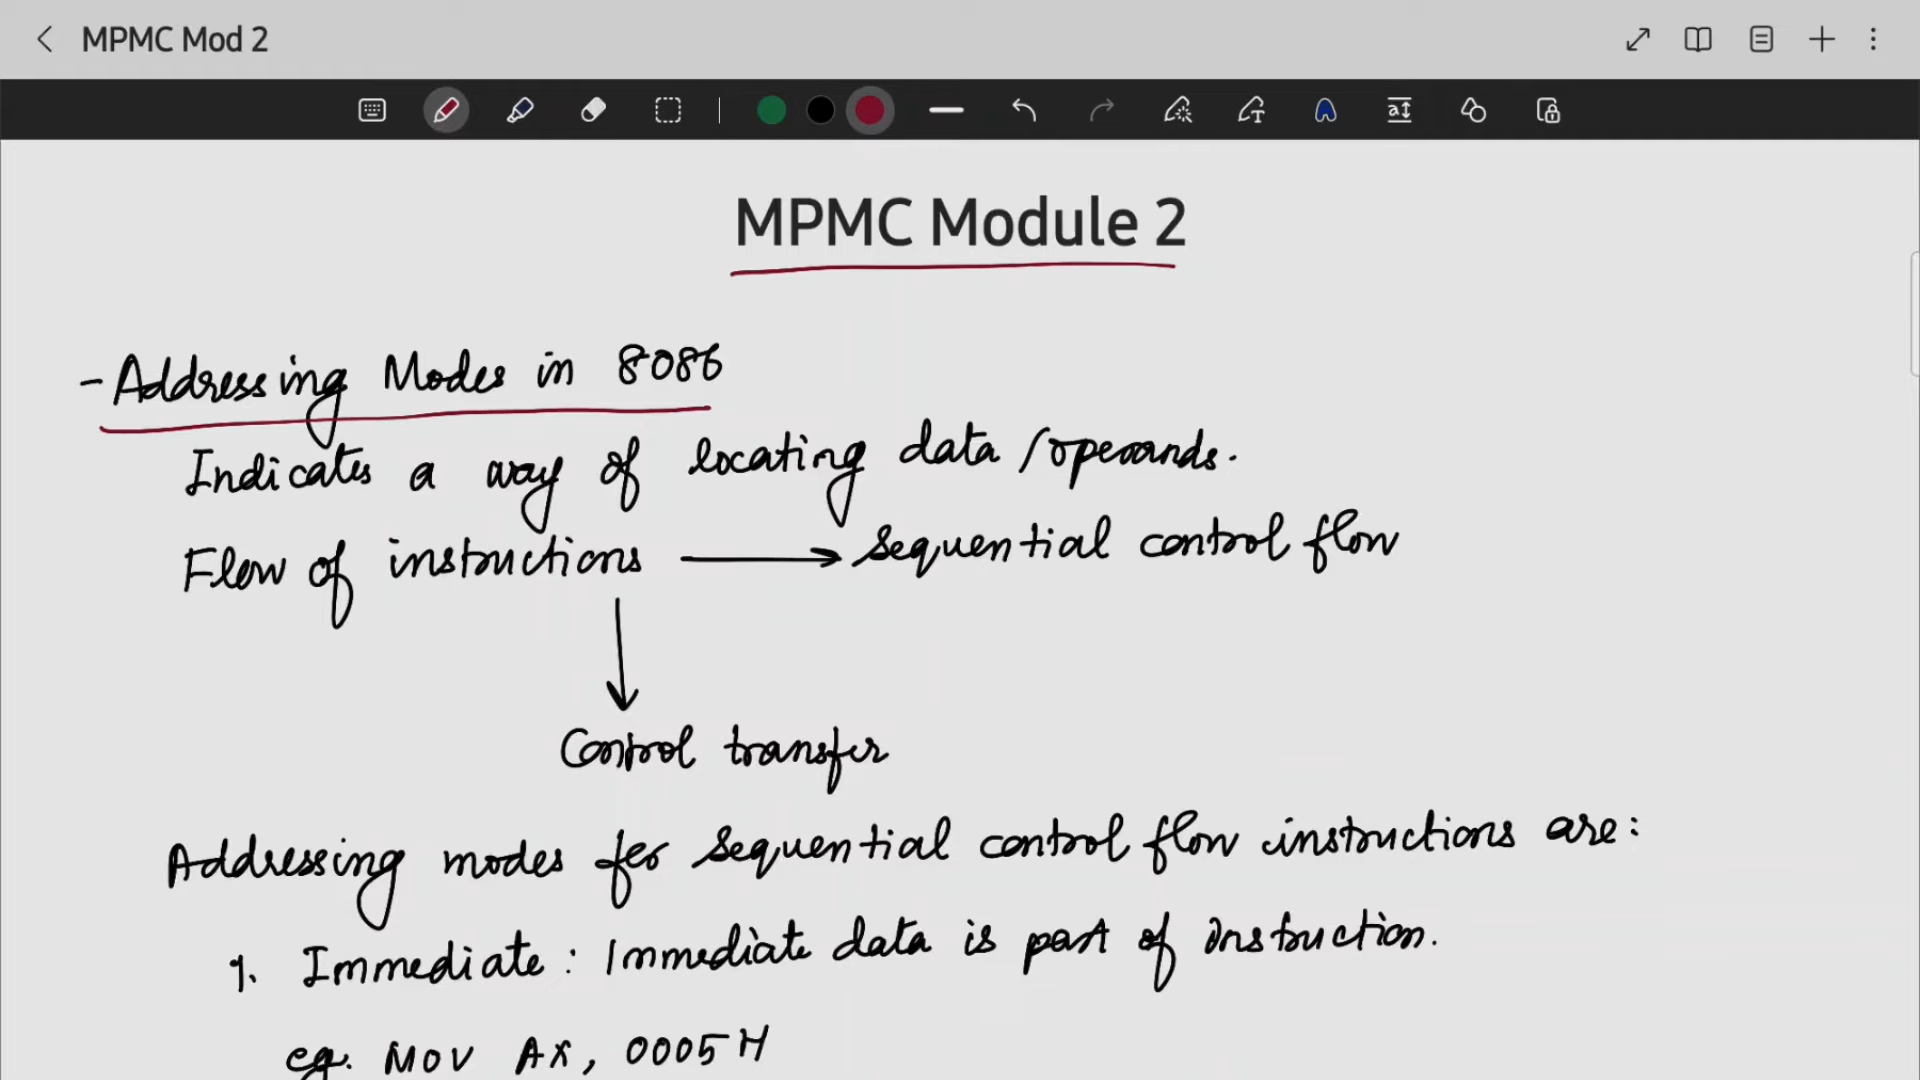 MPMC Mod 2
MPMC Module 2
- Addressing Modes in 8086
Indicates a way of locating data /operands.
Flow of instructions → sequential control flow
Control transfer
Addressing modes for sequential control flow instructions are:
1. Immediate : Immediate data is part of instruction.
eg. MOV AX, 0005H